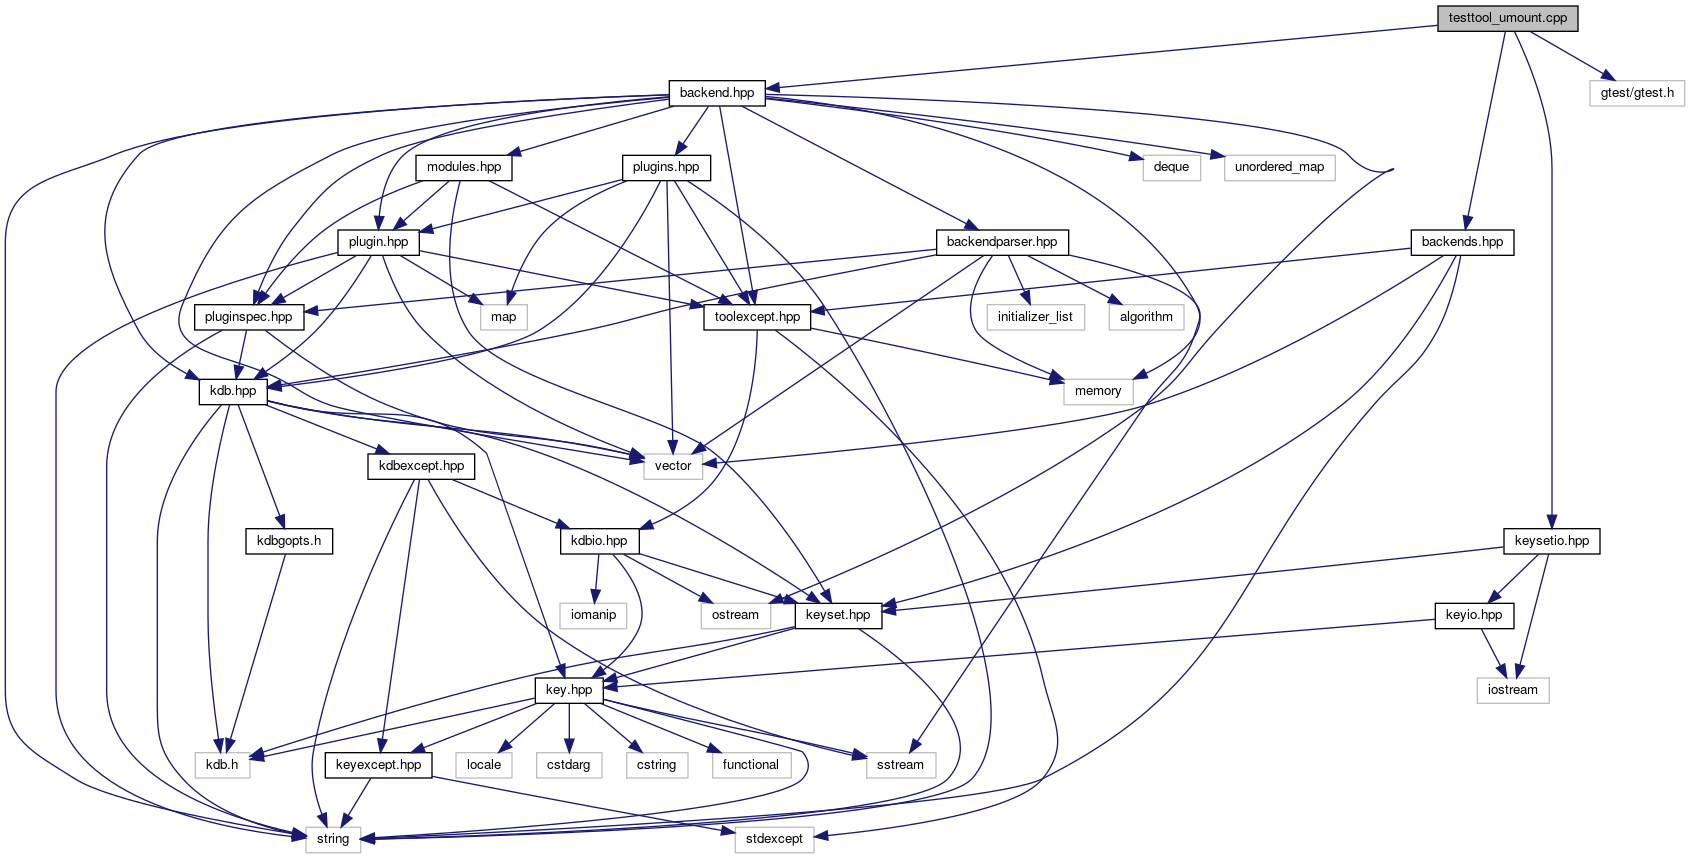 testtool_umount.cpp
backend.hpp
gtest/gtest.h
modules.hpp
plugins.hpp
deque
unordered_map
plugin.hpp
backendparser.hpp
backends.hpp
pluginspec.hpp
map
toolexcept.hpp
initializer_list
algorithm
kdb.hpp
memory
kdbexcept.hpp
vector
kdbgopts.h
kdbio.hpp
keysetio.hpp
iomanip
ostream
keyset.hpp
keyio.hpp
key.hpp
iostream
kdb.h
keyexcept.hpp
locale
cstdarg
cstring
functional
sstream
string
stdexcept